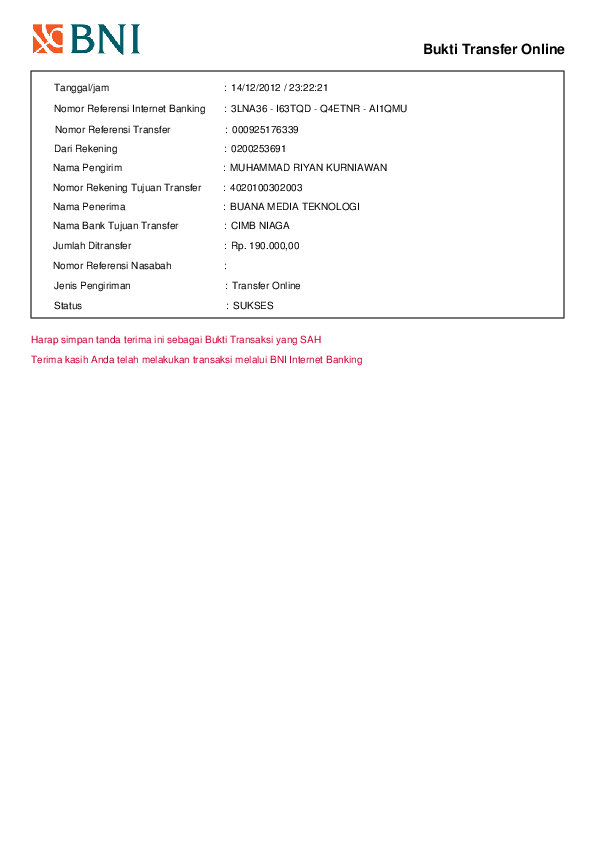 BNI
Bukti Transfer Online
Tanggal/jam : 14/12/2012 / 23:22:21
Nomor Referensi Internet Banking : 3LNA36 - I63TQD - Q4ETNR - AI1QMU
Nomor Referensi Transfer : 000925176339
Dari Rekening : 0200253691
Nama Pengirim : MUHAMMAD RIYAN KURNIAWAN
Nomor Rekening Tujuan Transfer : 4020100302003
Nama Penerima : BUANA MEDIA TEKNOLOGI
Nama Bank Tujuan Transfer : CIMB NIAGA
Jumlah Ditransfer : Rp. 190.000,00
Nomor Referensi Nasabah :
Jenis Pengiriman : Transfer Online
Status : SUKSES
Harap simpan tanda terima ini sebagai Bukti Transaksi yang SAH
Terima kasih Anda telah melakukan transaksi melalui BNI Internet Banking